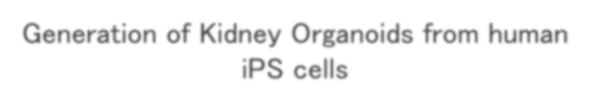 Generation of Kidney Organoids from human
iPS cells